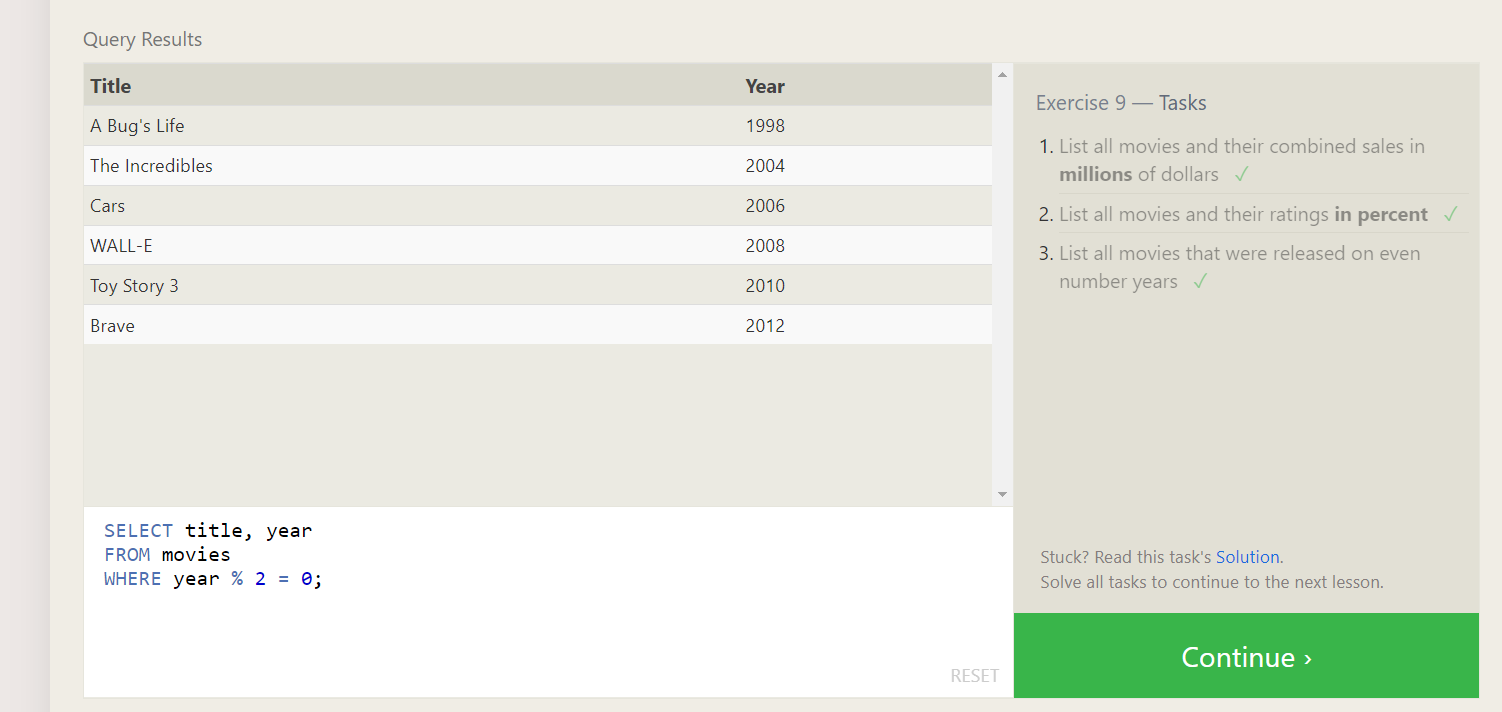 Query Results
Title Year
A Bug's Life 1998
The Incredibles 2004
Cars 2006
WALL-E 2008
Toy Story 3 2010
Brave 2012
SELECT title, year
FROM movies
WHERE year % 2 = 0;
RESET
Exercise 9 — Tasks
1. List all movies and their combined sales in
millions of dollars ✓
2. List all movies and their ratings in percent ✓
3. List all movies that were released on even
number years ✓
Stuck? Read this task's Solution.
Solve all tasks to continue to the next lesson.
Continue ›